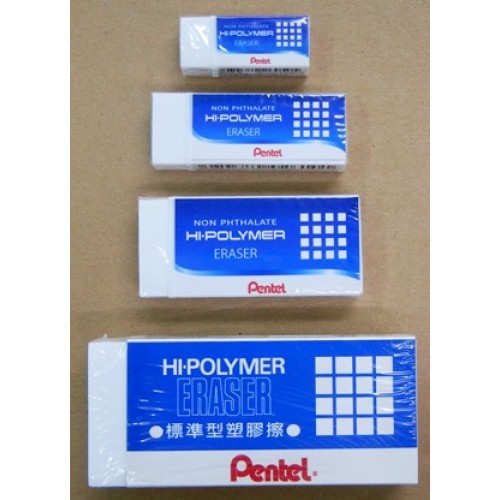 NON PHTHALATE
HI·POLYMER
ERASER
Pentel
NON PHTHALATE
HI·POLYMER
ERASER
Pentel
NON PHTHALATE
HI·POLYMER
ERASER
Pentel
HI·POLYMER
ERASER
●標準型塑膠擦●
Pentel®